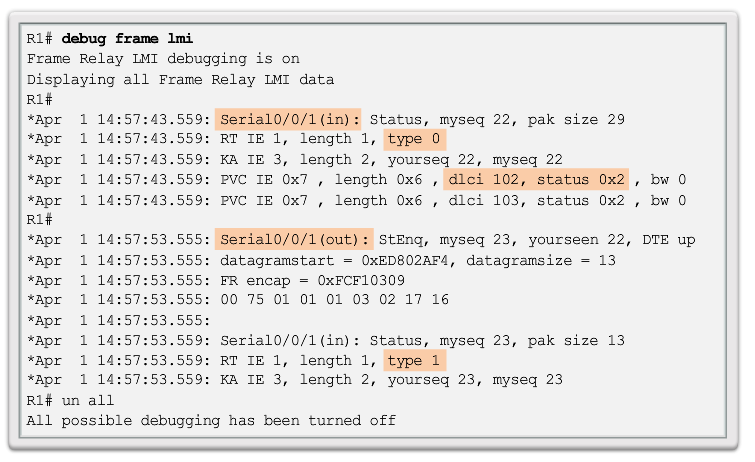 R1# debug frame lmi
Frame Relay LMI debugging is on
Displaying all Frame Relay LMI data
R1#
*Apr  1 14:57:43.559: Serial0/0/1(in): Status, myseq 22, pak size 29
*Apr  1 14:57:43.559: RT IE 1, length 1, type 0
*Apr  1 14:57:43.559: KA IE 3, length 2, yourseq 22, myseq 22
*Apr  1 14:57:43.559: PVC IE 0x7 , length 0x6 , dlci 102, status 0x2 , bw 0
*Apr  1 14:57:43.559: PVC IE 0x7 , length 0x6 , dlci 103, status 0x2 , bw 0
R1#
*Apr  1 14:57:53.555: Serial0/0/1(out): StEnq, myseq 23, yourseen 22, DTE up
*Apr  1 14:57:53.555: datagramstart = 0xED802AF4, datagramsize = 13
*Apr  1 14:57:53.555: FR encap = 0xFCF10309
*Apr  1 14:57:53.555: 00 75 01 01 01 03 02 17 16
*Apr  1 14:57:53.555:
*Apr  1 14:57:53.559: Serial0/0/1(in): Status, myseq 23, pak size 13
*Apr  1 14:57:53.559: RT IE 1, length 1, type 1
*Apr  1 14:57:53.559: KA IE 3, length 2, yourseq 23, myseq 23
R1# un all
All possible debugging has been turned off